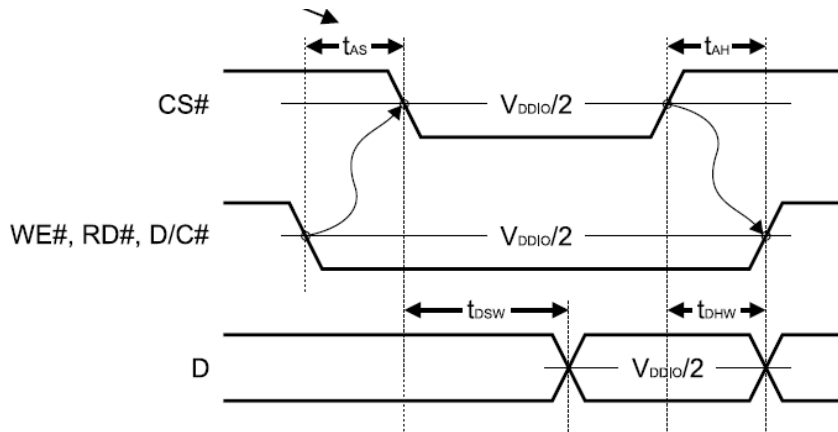 tAS
tAH
CS#
VDDIO/2
WE#, RD#, D/C#
VDDIO/2
tDSW
tDHW
D
VDDIO/2